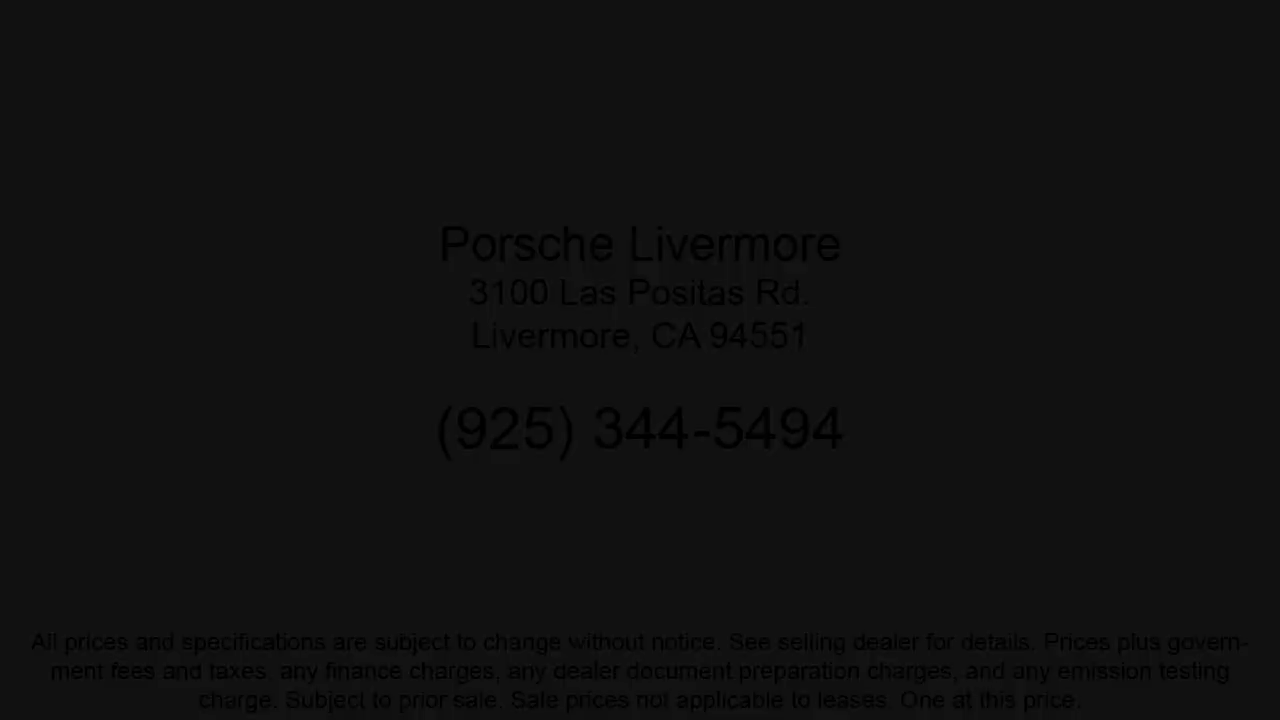 Porsche Livermore
3100 Las Positas Rd.
Livermore, CA 94551
(925) 344-5494
All prices and specifications are subject to change without notice. See selling dealer for details. Prices plus govern-
ment fees and taxes, any finance charges, any dealer document preparation charges, and any emission testing
charge. Subject to prior sale. Sale prices not applicable to leases. One at this price.